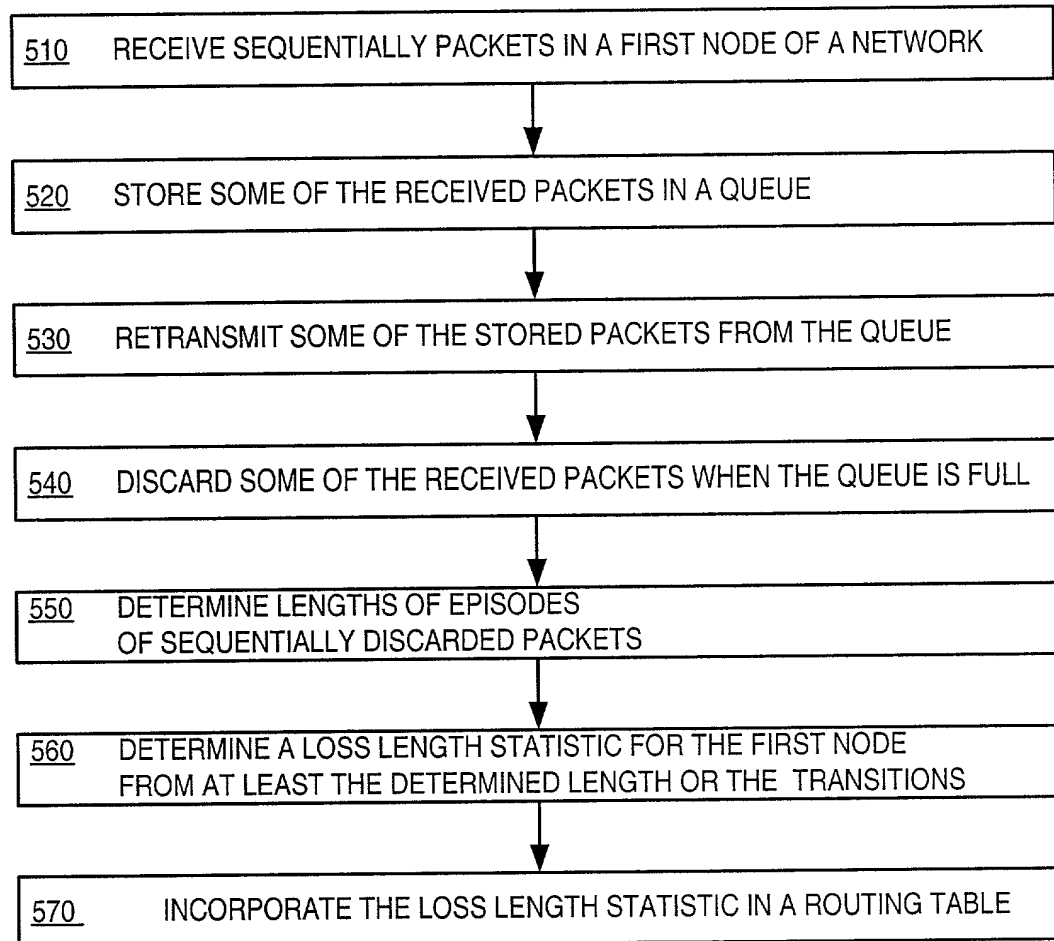 510 RECEIVE SEQUENTIALLY PACKETS IN A FIRST NODE OF A NETWORK
520 STORE SOME OF THE RECEIVED PACKETS IN A QUEUE
530 RETRANSMIT SOME OF THE STORED PACKETS FROM THE QUEUE
540 DISCARD SOME OF THE RECEIVED PACKETS WHEN THE QUEUE IS FULL
550 DETERMINE LENGTHS OF EPISODES
OF SEQUENTIALLY DISCARDED PACKETS
560 DETERMINE A LOSS LENGTH STATISTIC FOR THE FIRST NODE
FROM AT LEAST THE DETERMINED LENGTH OR THE TRANSITIONS
570 INCORPORATE THE LOSS LENGTH STATISTIC IN A ROUTING TABLE